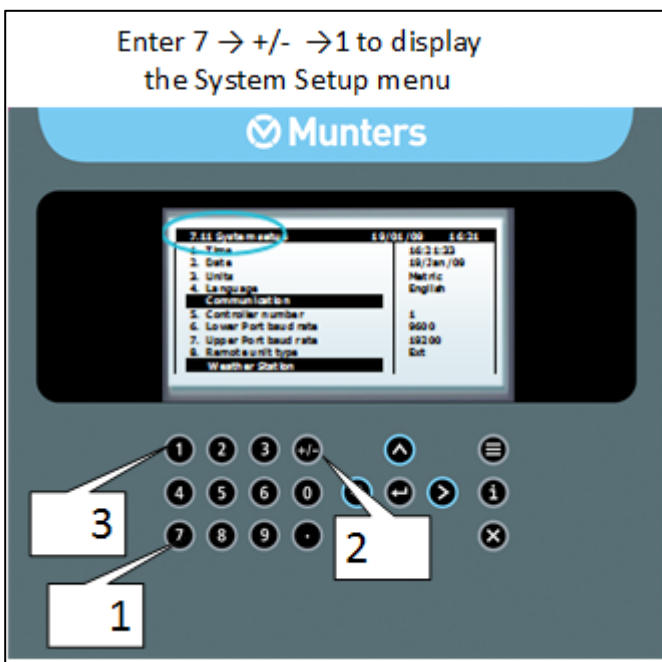 Enter 7 → +/- →1 to display
the System Setup menu
Munters
7.11 System setup 19/01/09 16:21
1. Time 16:21:33
2. Date 19/Jan/09
3. Units Metric
4. Language English
Communication
5. Controller number 1
6. Lower Port baud rate 9600
7. Upper Port baud rate 19200
8. Remote unit type Ext
Weather Station
1 2 3 +/-
4 5 6 0 i
7 8 9 .
3
2
1